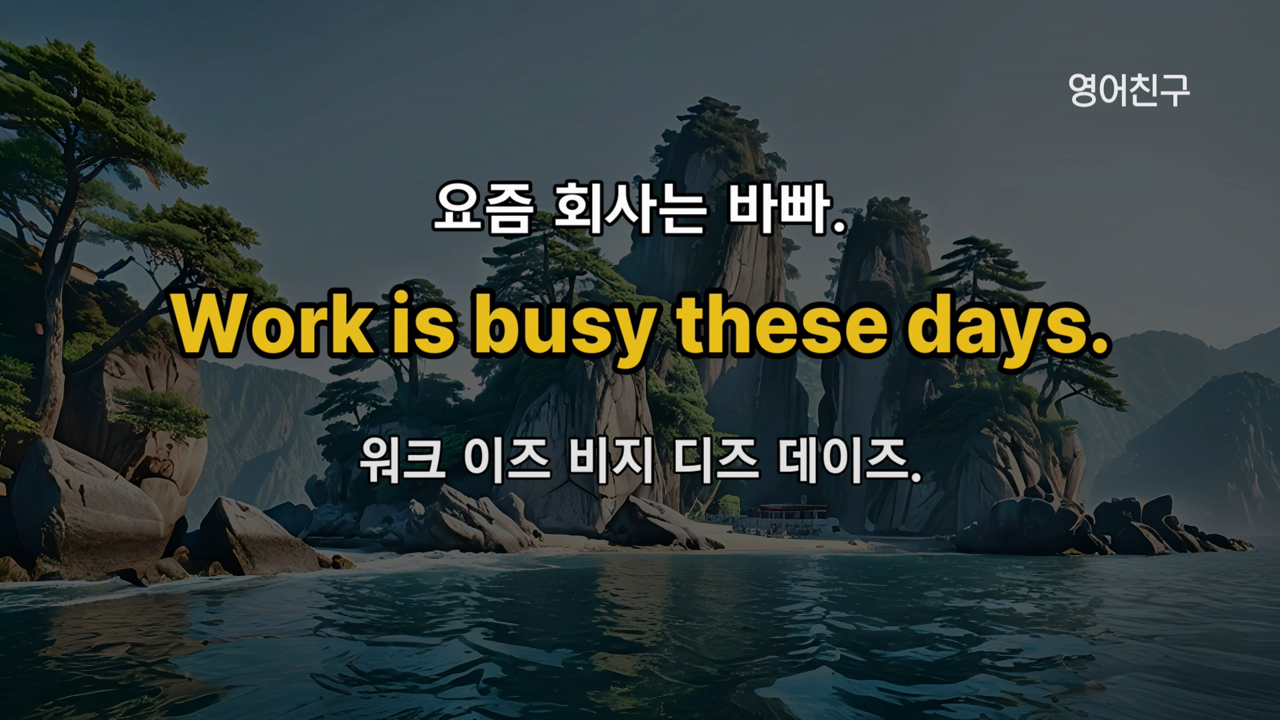 영어친구
요즘 회사는 바빠.
Work is busy these days.
워크 이즈 비지 디즈 데이즈.